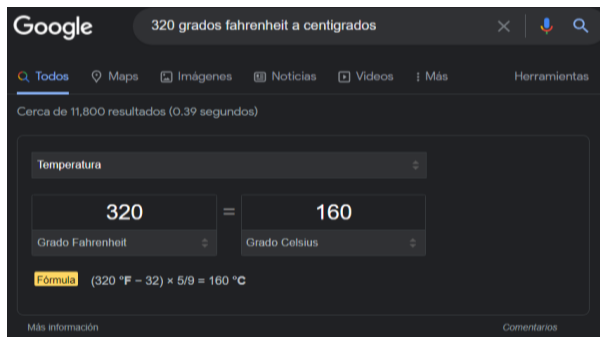 Google 320 grados fahrenheit a centigrados
Todos Maps Imágenes Noticias Videos Más Herramientas
Cerca de 11,800 resultados (0.39 segundos)
Temperatura
320 = 160
Grado Fahrenheit Grado Celsius
Fórmula (320 °F − 32) × 5/9 = 160 °C
Más información Comentarios